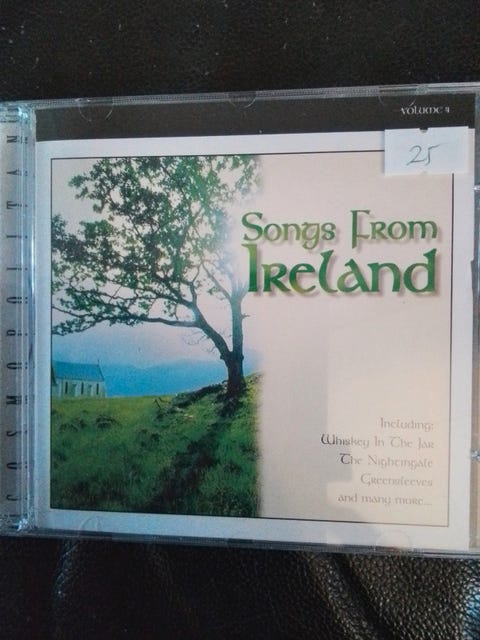 VOLUME 4
25
Songs From
Ireland
Including:
Whiskey In The Jar
The Nightingale
Greensleeves
and many more...
COSMOPOLITAN